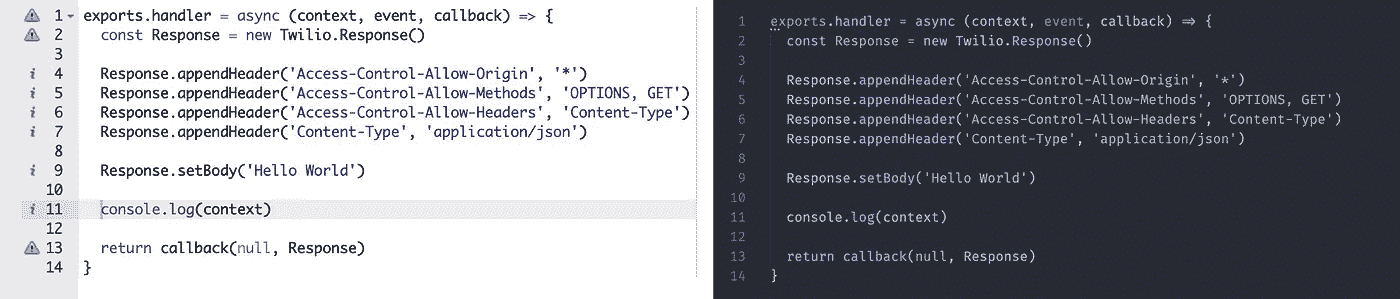 1 exports.handler = async (context, event, callback) => {
2 const Response = new Twilio.Response()
3
4 Response.appendHeader('Access-Control-Allow-Origin', '*')
5 Response.appendHeader('Access-Control-Allow-Methods', 'OPTIONS, GET')
6 Response.appendHeader('Access-Control-Allow-Headers', 'Content-Type')
7 Response.appendHeader('Content-Type', 'application/json')
8
9 Response.setBody('Hello World')
10
11 console.log(context)
12
13 return callback(null, Response)
14 }
1 exports.handler = async (context, event, callback) => {
2 const Response = new Twilio.Response()
3
4 Response.appendHeader('Access-Control-Allow-Origin', '*')
5 Response.appendHeader('Access-Control-Allow-Methods', 'OPTIONS, GET')
6 Response.appendHeader('Access-Control-Allow-Headers', 'Content-Type')
7 Response.appendHeader('Content-Type', 'application/json')
8
9 Response.setBody('Hello World')
10
11 console.log(context)
12
13 return callback(null, Response)
14 }